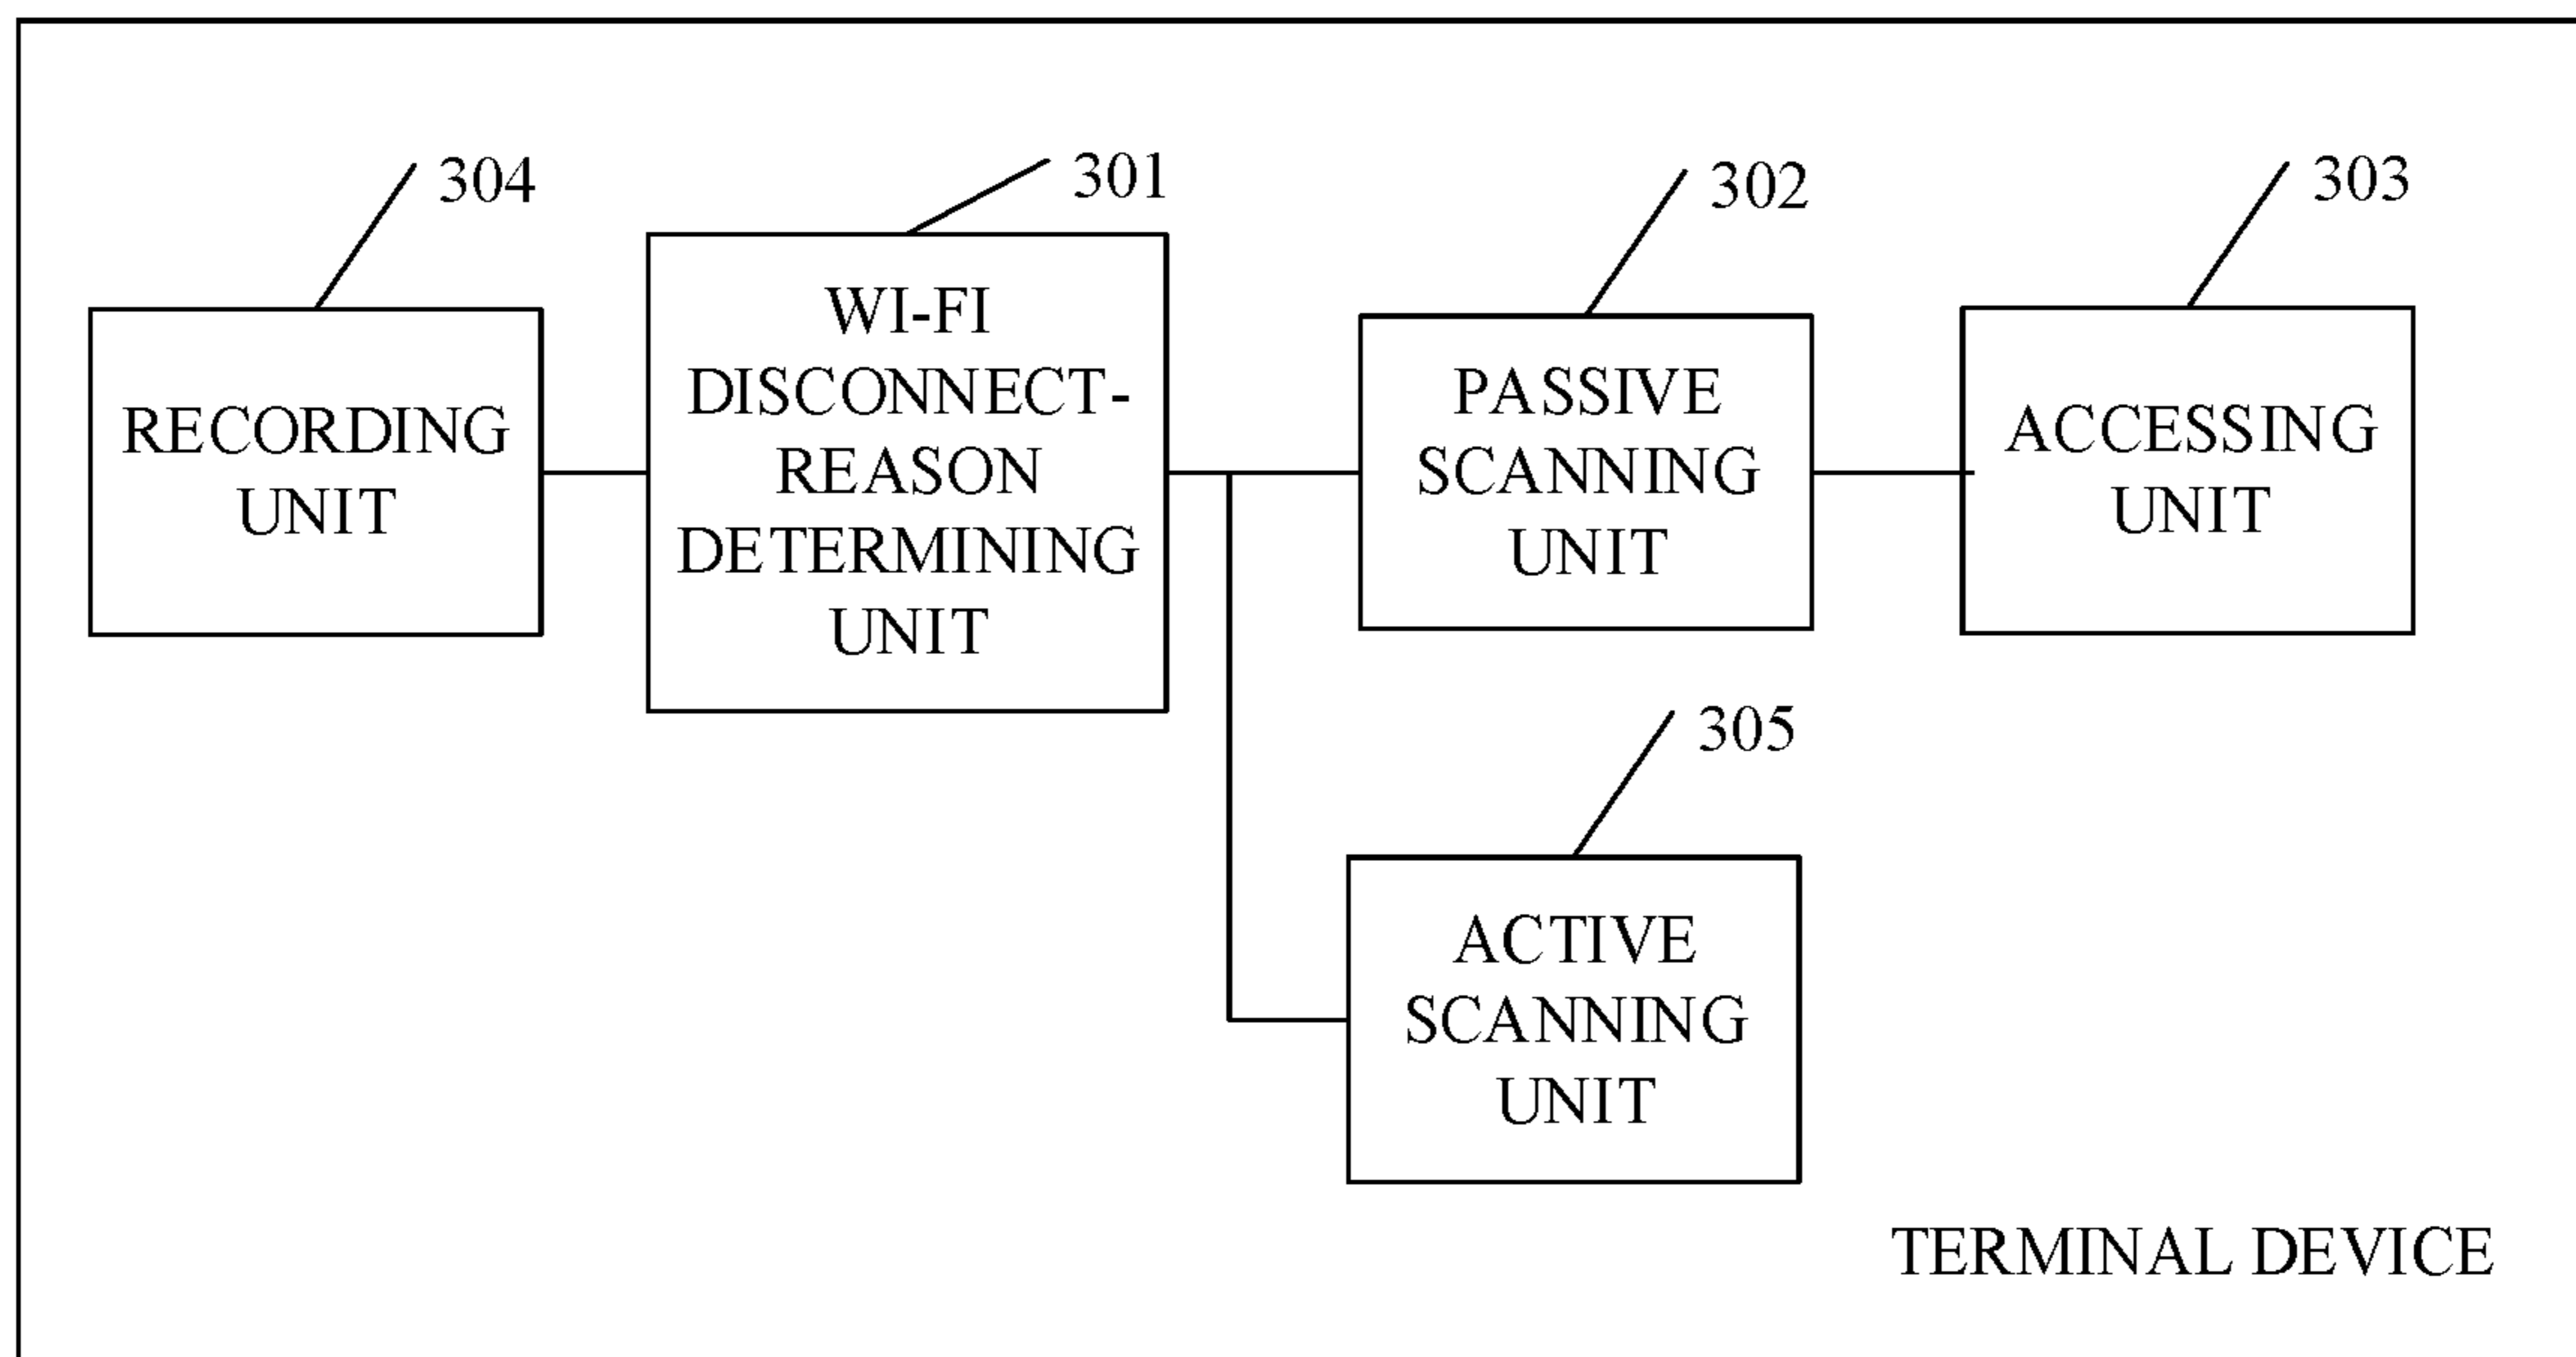 304
301
302
303
RECORDING
UNIT
WI-FI
DISCONNECT-
REASON
DETERMINING
UNIT
PASSIVE
SCANNING
UNIT
ACCESSING
UNIT
305
ACTIVE
SCANNING
UNIT
TERMINAL DEVICE